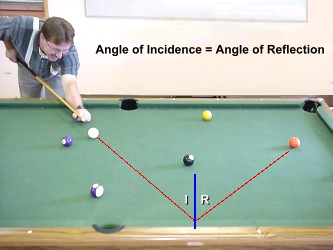 Angle of Incidence = Angle of Reflection
I R